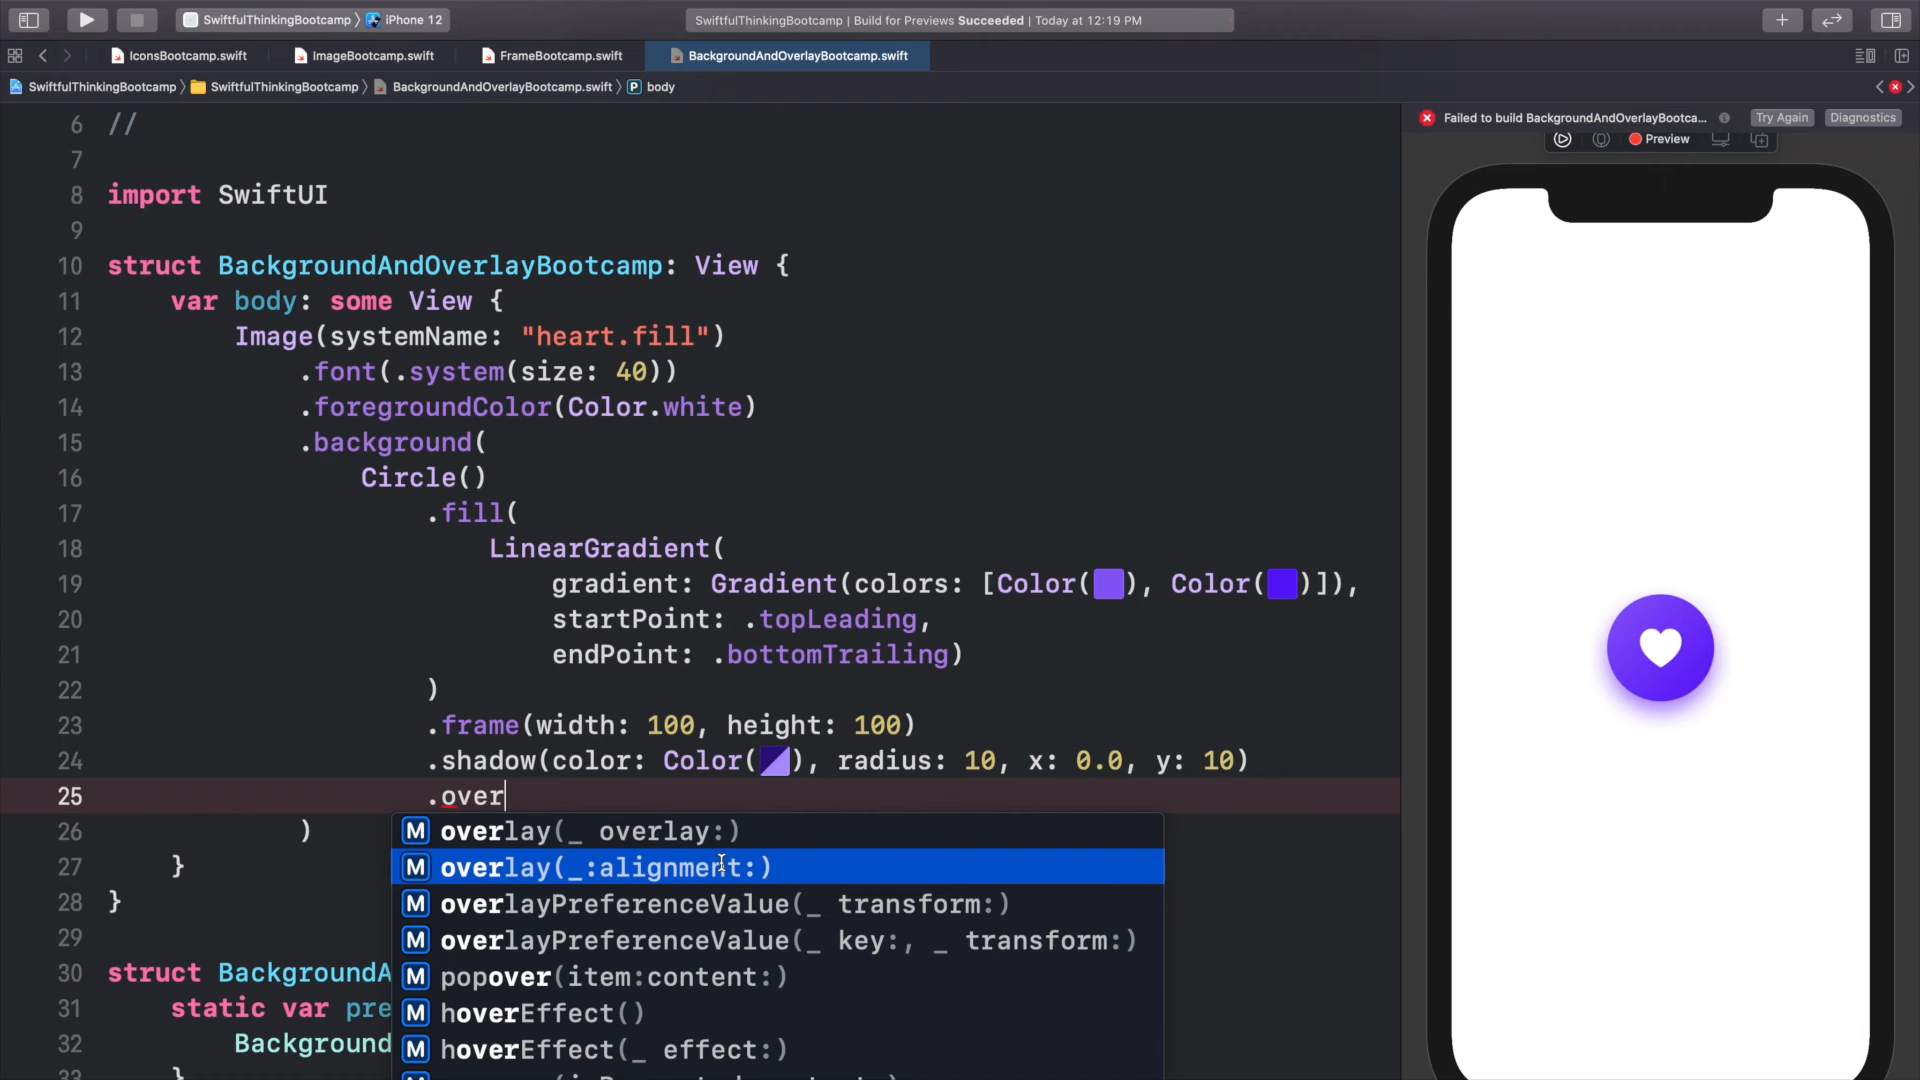 SwiftfulThinkingBootcamp 〉 iPhone 12
SwiftfulThinkingBootcamp | Build for Previews Succeeded | Today at 12:19 PM
IconsBootcamp.swift
ImageBootcamp.swift
FrameBootcamp.swift
BackgroundAndOverlayBootcamp.swift
SwiftfulThinkingBootcamp 〉 SwiftfulThinkingBootcamp 〉 BackgroundAndOverlayBootcamp.swift 〉 P body
Failed to build BackgroundAndOverlayBootca... Try Again Diagnostics
Preview
6 //
7
8 import SwiftUI
9
10 struct BackgroundAndOverlayBootcamp: View {
11 var body: some View {
12 Image(systemName: "heart.fill")
13 .font(.system(size: 40))
14 .foregroundColor(Color.white)
15 .background(
16 Circle()
17 .fill(
18 LinearGradient(
19 gradient: Gradient(colors: [Color(), Color()]),
20 startPoint: .topLeading,
21 endPoint: .bottomTrailing)
22 )
23 .frame(width: 100, height: 100)
24 .shadow(color: Color(), radius: 10, x: 0.0, y: 10)
25 .over
26 )
27 }
28 }
29
30 struct BackgroundA
31 static var pre
32 Background
33 }
M overlay(_ overlay:)
M overlay(_:alignment:)
M overlayPreferenceValue(_ transform:)
M overlayPreferenceValue(_ key:, _ transform:)
M popover(item:content:)
M hoverEffect()
M hoverEffect(_ effect:)